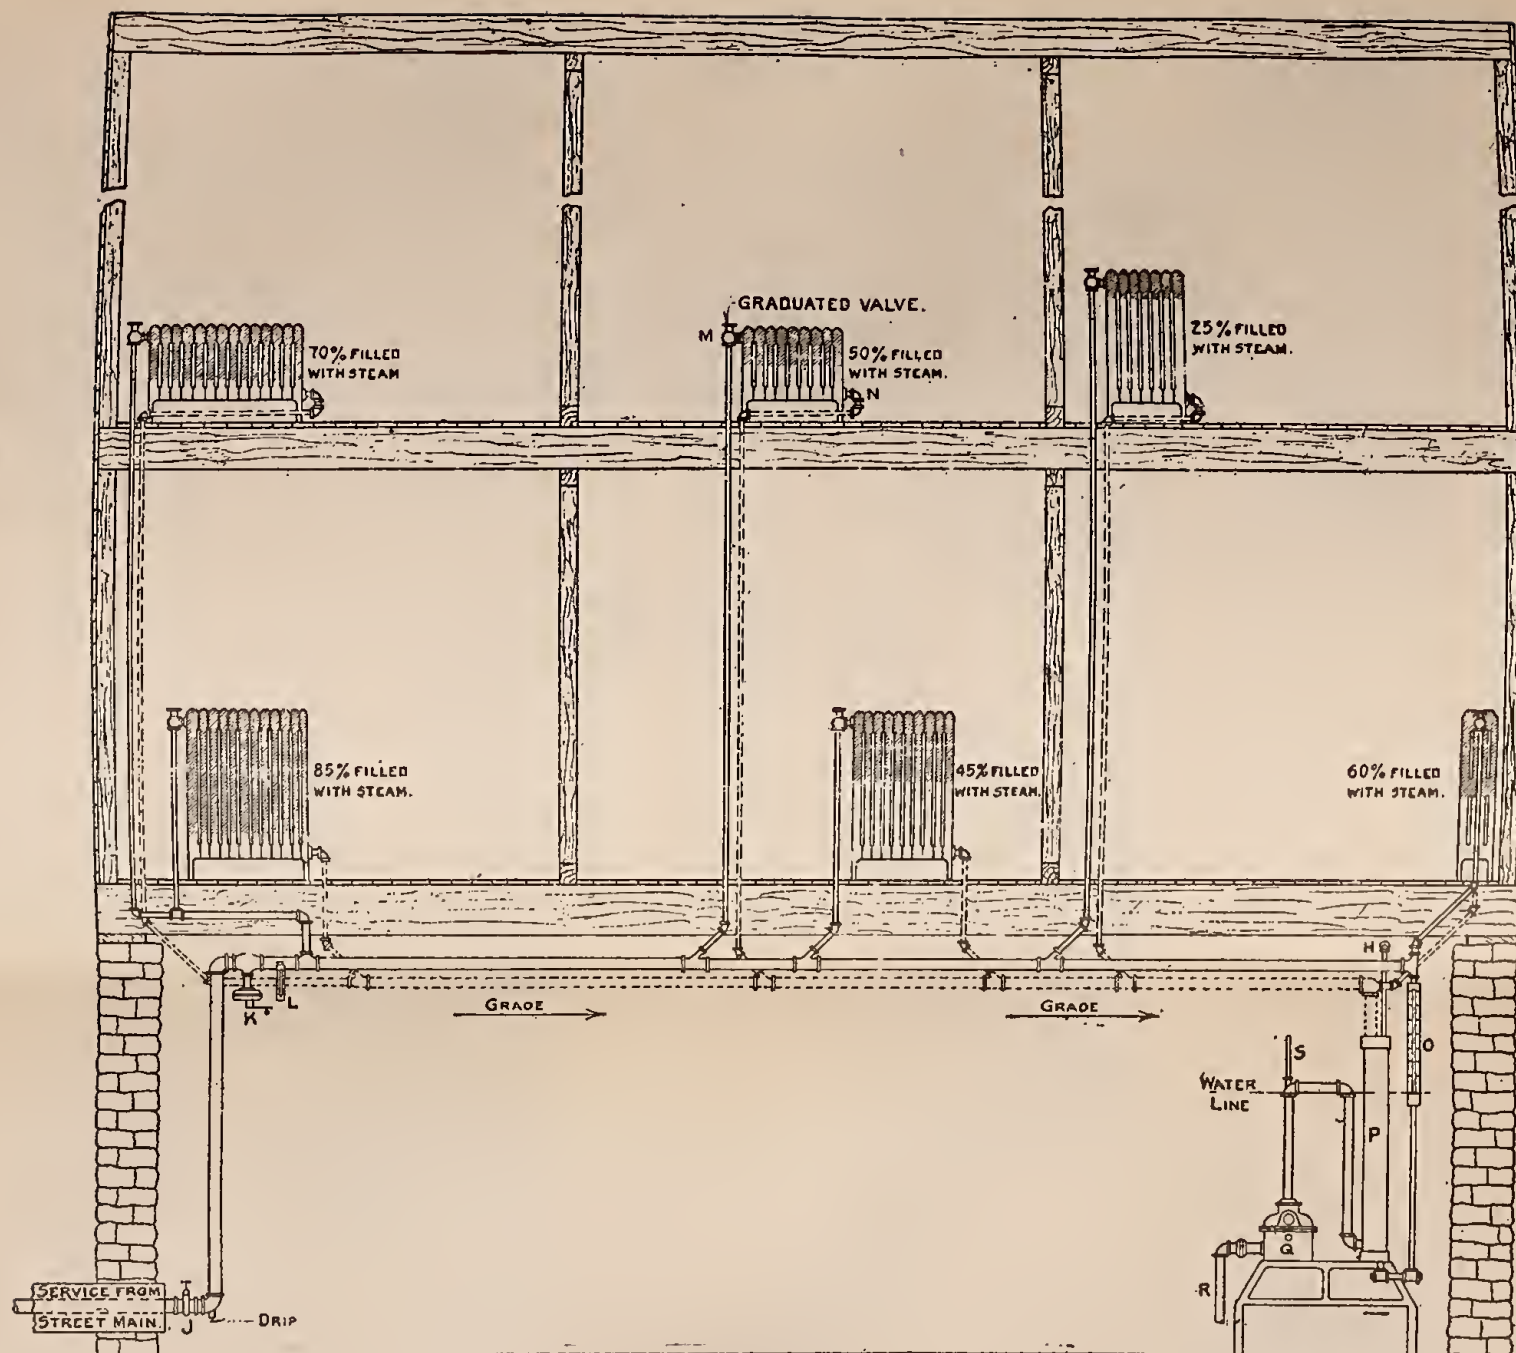 GRADUATED VALVE.
M
70% FILLED
WITH STEAM
50% FILLED
WITH STEAM.
N
25% FILLED
WITH STEAM.
85% FILLED
WITH STEAM.
45% FILLED
WITH STEAM.
60% FILLED
WITH STEAM.
H
K
L
GRADE
GRADE
O
S
WATER
LINE
P
Q
R
SERVICE FROM
STREET MAIN.
J
DRIP